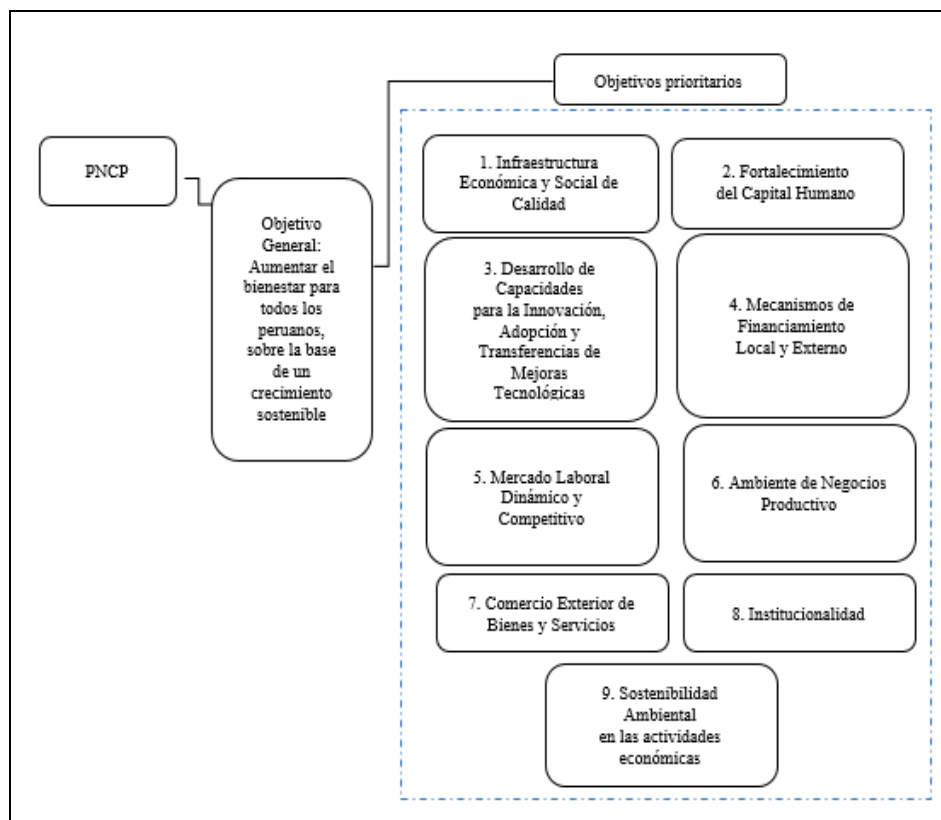 Objetivos prioritarios
PNCP
Objetivo
General:
Aumentar el
bienestar para
todos los
peruanos,
sobre la base
de un
crecimiento
sostenible
1. Infraestructura
Económica y Social de
Calidad
2. Fortalecimiento
del Capital Humano
3. Desarrollo de
Capacidades
para la Innovación,
Adopción y
Transferencias de
Mejoras
Tecnológicas
4. Mecanismos de
Financiamiento
Local y Externo
5. Mercado Laboral
Dinámico y
Competitivo
6. Ambiente de Negocios
Productivo
7. Comercio Exterior de
Bienes y Servicios
8. Institucionalidad
9. Sostenibilidad
Ambiental
en las actividades
económicas